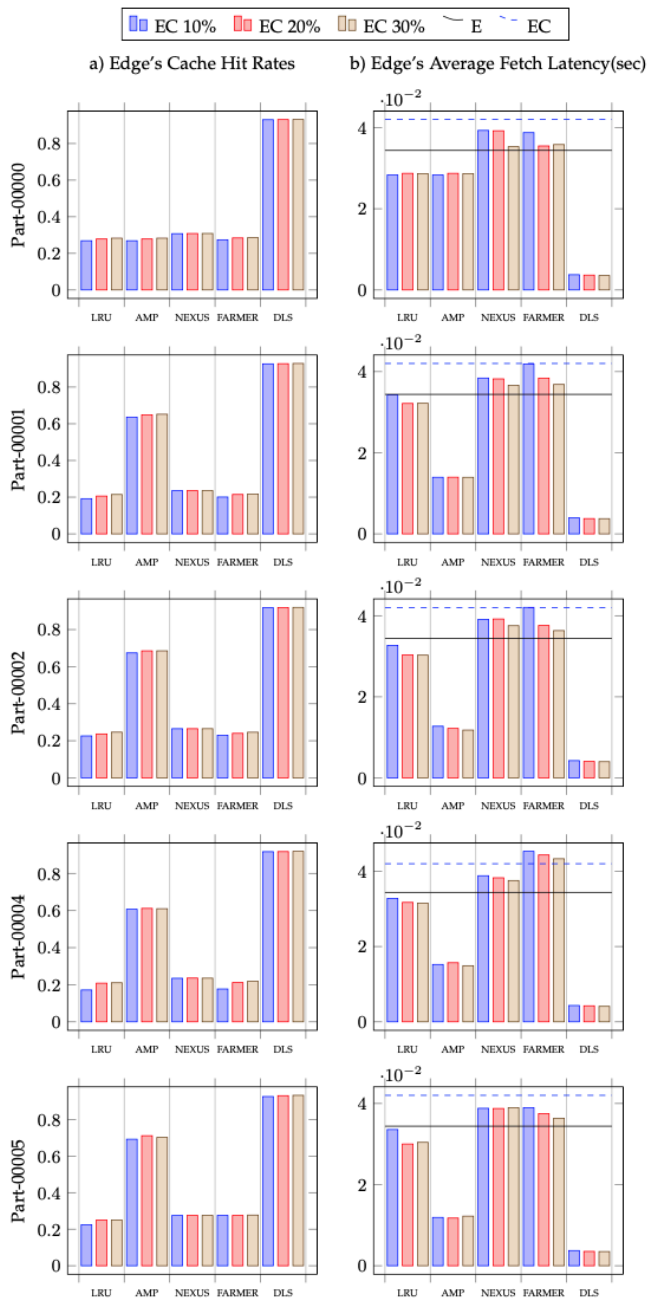 EC 10% EC 20% EC 30% E EC
a) Edge's Cache Hit Rates b) Edge's Average Fetch Latency(sec)
Part-00000
0.8
0.6
0.4
0.2
0
LRU AMP NEXUS FARMER DLS
·10⁻²
4
2
0
LRU AMP NEXUS FARMER DLS
Part-00001
0.8
0.6
0.4
0.2
0
LRU AMP NEXUS FARMER DLS
·10⁻²
4
2
0
LRU AMP NEXUS FARMER DLS
Part-00002
0.8
0.6
0.4
0.2
0
LRU AMP NEXUS FARMER DLS
·10⁻²
4
2
0
LRU AMP NEXUS FARMER DLS
Part-00004
0.8
0.6
0.4
0.2
0
LRU AMP NEXUS FARMER DLS
·10⁻²
4
2
0
LRU AMP NEXUS FARMER DLS
Part-00005
0.8
0.6
0.4
0.2
0
LRU AMP NEXUS FARMER DLS
·10⁻²
4
2
0
LRU AMP NEXUS FARMER DLS